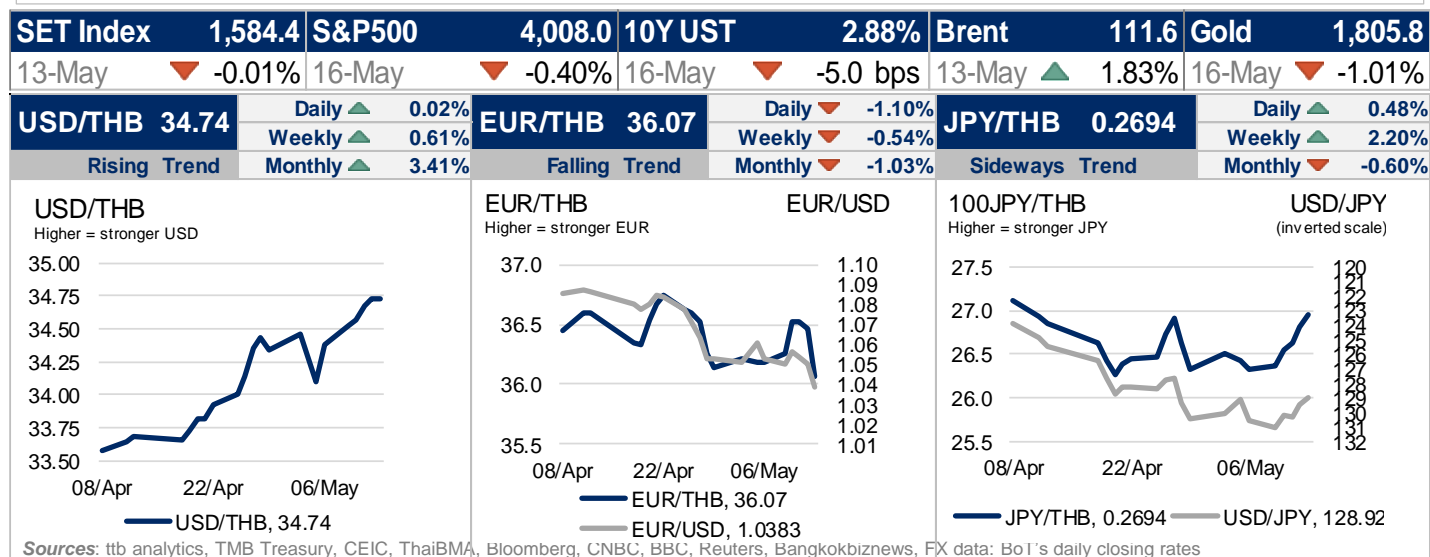 SET Index 1,584.4 S&P500 4,008.0 10Y UST 2.88% Brent 111.6 Gold 1,805.8
13-May -0.01% 16-May -0.40% 16-May -5.0 bps 13-May 1.83% 16-May -1.01%
USD/THB 34.74
Daily 0.02%
Weekly 0.61%
Rising Trend Monthly 3.41%
EUR/THB 36.07
Daily -1.10%
Weekly -0.54%
Falling Trend Monthly -1.03%
JPY/THB 0.2694
Daily 0.48%
Weekly 2.20%
Sideways Trend Monthly -0.60%
USD/THB
Higher = stronger USD
35.00
34.75
34.50
34.25
34.00
33.75
33.50
08/Apr 22/Apr 06/May
USD/THB, 34.74
EUR/THB EUR/USD
Higher = stronger EUR
37.0
36.5
36.0
35.5
1.10
1.09
1.08
1.07
1.06
1.05
1.04
1.03
1.02
1.01
08/Apr 22/Apr 06/May
EUR/THB, 36.07
EUR/USD, 1.0383
100JPY/THB USD/JPY
Higher = stronger JPY (inverted scale)
27.5
27.0
26.5
26.0
25.5
120
121
122
123
124
125
126
127
128
129
130
131
132
08/Apr 22/Apr 06/May
JPY/THB, 0.2694 USD/JPY, 128.92
Sources: ttb analytics, TMB Treasury, CEIC, ThaiBMA, Bloomberg, CNBC, BBC, Reuters, Bangkokbiznews, FX data: BoT's daily closing rates